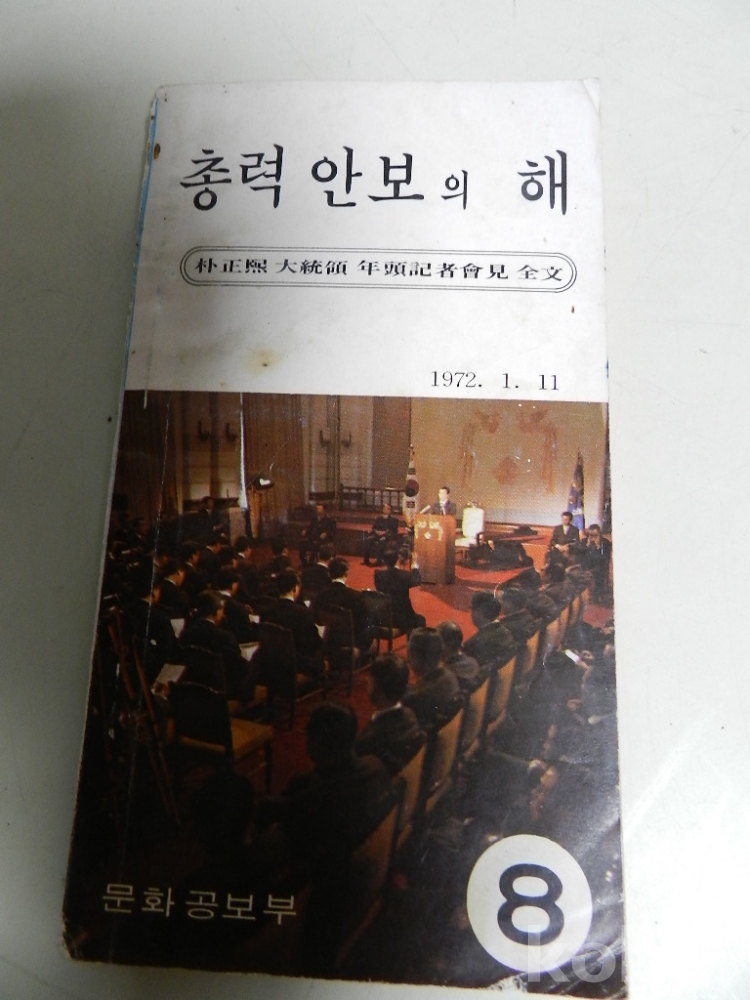 총력 안보의 해
朴正熙 大統領 年頭記者會見 全文
1972. 1. 11
문화공보부
8